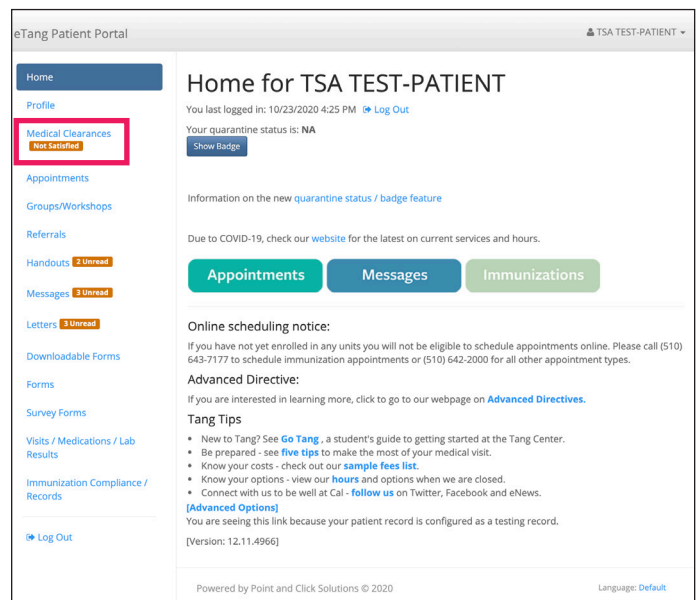 eTang Patient Portal
TSA TEST-PATIENT
Home
Profile
Medical Clearances
Not Satisfied
Appointments
Groups/Workshops
Referrals
Handouts 2 Unread
Messages 3 Unread
Letters 3 Unread
Downloadable Forms
Forms
Survey Forms
Visits / Medications / Lab
Results
Immunization Compliance /
Records
Log Out
Home for TSA TEST-PATIENT
You last logged in: 10/23/2020 4:25 PM Log Out
Your quarantine status is: NA
Show Badge
Information on the new quarantine status / badge feature
Due to COVID-19, check our website for the latest on current services and hours.
Appointments Messages Immunizations
Online scheduling notice:
If you have not yet enrolled in any units you will not be eligible to schedule appointments online. Please call (510)
643-7177 to schedule immunization appointments or (510) 642-2000 for all other appointment types.
Advanced Directive:
If you are interested in learning more, click to go to our webpage on Advanced Directives.
Tang Tips
• New to Tang? See Go Tang , a student's guide to getting started at the Tang Center.
• Be prepared - see five tips to make the most of your medical visit.
• Know your costs - check out our sample fees list.
• Know your options - view our hours and options when we are closed.
• Connect with us to be well at Cal - follow us on Twitter, Facebook and eNews.
[Advanced Options]
You are seeing this link because your patient record is configured as a testing record.
[Version: 12.11.4966]
Powered by Point and Click Solutions © 2020
Language: Default